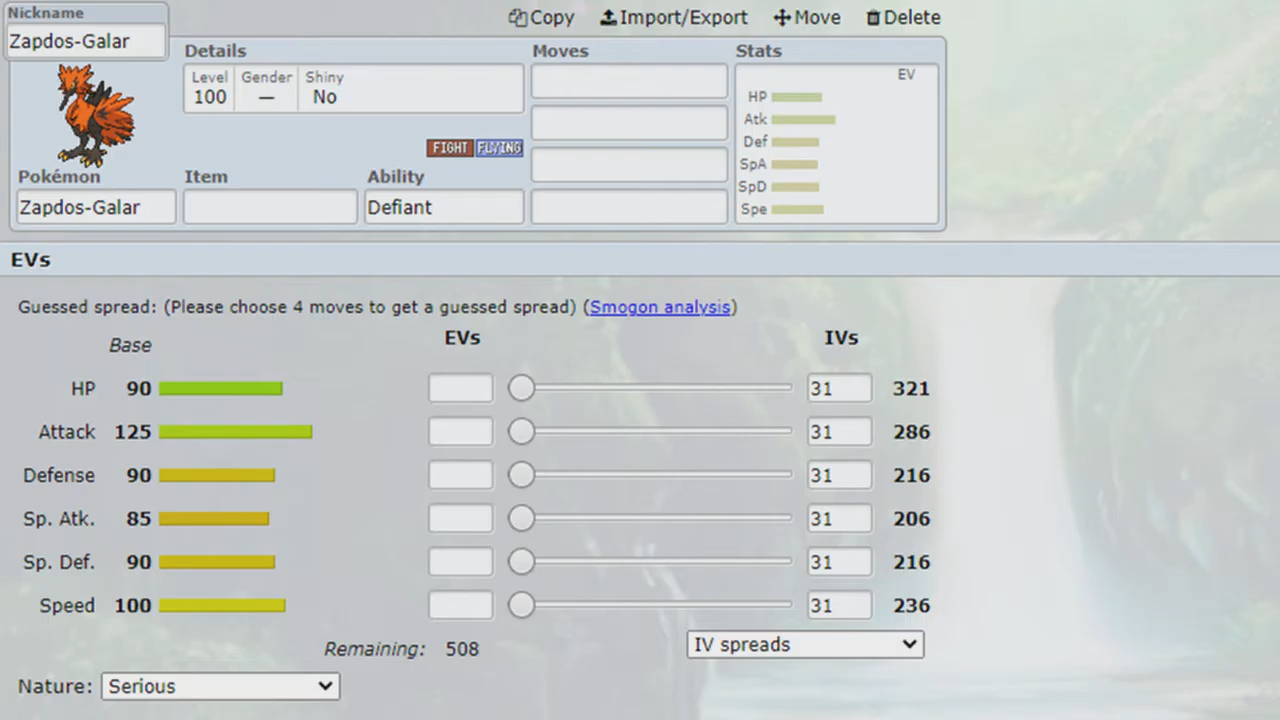 Nickname
Zapdos-Galar
Copy Import/Export Move Delete
Details Moves Stats
Level Gender Shiny
100 — No
EV
HP
Atk
Def
SpA
SpD
Spe
FIGHT FLYING
Pokémon Item Ability
Zapdos-Galar Defiant
EVs
Guessed spread: (Please choose 4 moves to get a guessed spread) (Smogon analysis)
Base EVs IVs
HP 90 31 321
Attack 125 31 286
Defense 90 31 216
Sp. Atk. 85 31 206
Sp. Def. 90 31 216
Speed 100 31 236
Remaining: 508 IV spreads
Nature: Serious